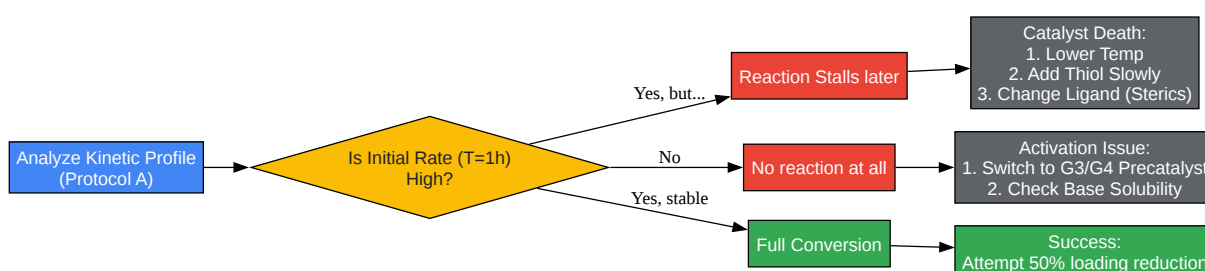 Analyze Kinetic Profile
(Protocol A)
Is Initial Rate (T=1h)
High?
Yes, but...
Reaction Stalls later
Catalyst Death:
1. Lower Temp
2. Add Thiol Slowly
3. Change Ligand (Sterics)
No
No reaction at all
Activation Issue:
1. Switch to G3/G4 Precatalyst
2. Check Base Solubility
Yes, stable
Full Conversion
Success:
Attempt 50% loading reduction